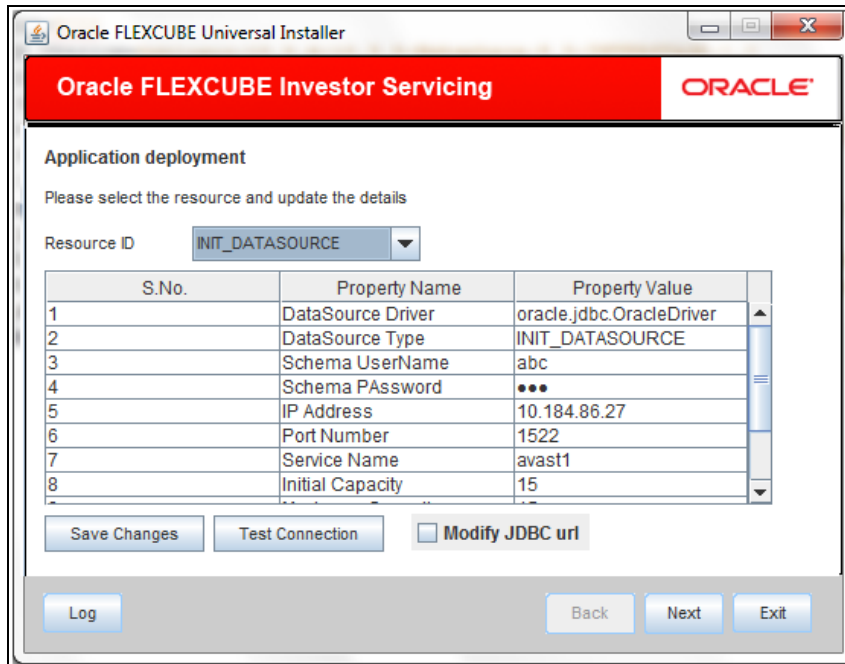 Oracle FLEXCUBE Universal Installer
Oracle FLEXCUBE Investor Servicing ORACLE
Application deployment
Please select the resource and update the details
Resource ID INIT_DATASOURCE
S.No. Property Name Property Value
1 DataSource Driver oracle.jdbc.OracleDriver
2 DataSource Type INIT_DATASOURCE
3 Schema UserName abc
4 Schema PAssword •••
5 IP Address 10.184.86.27
6 Port Number 1522
7 Service Name avast1
8 Initial Capacity 15
Save Changes Test Connection Modify JDBC url
Log Back Next Exit